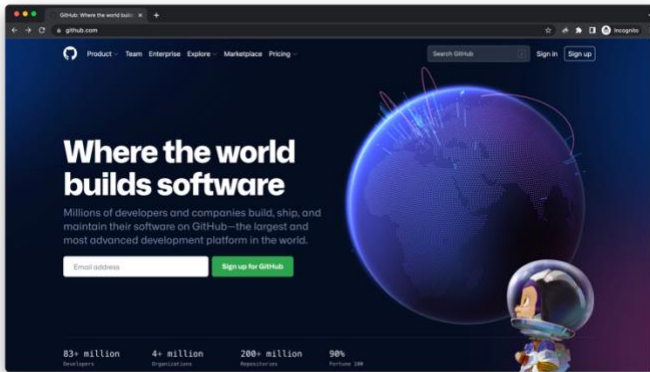 GitHub: Where the world build
github.com
Incognito
Product
Team
Enterprise
Explore
Marketplace
Pricing
Search GitHub
/
Sign in
Sign up
Where the world
builds software
Millions of developers and companies build, ship, and
maintain their software on GitHub—the largest and
most advanced development platform in the world.
Email address
Sign up for GitHub
83+ million
Developers
4+ million
Organizations
200+ million
Repositories
90%
Fortune 100